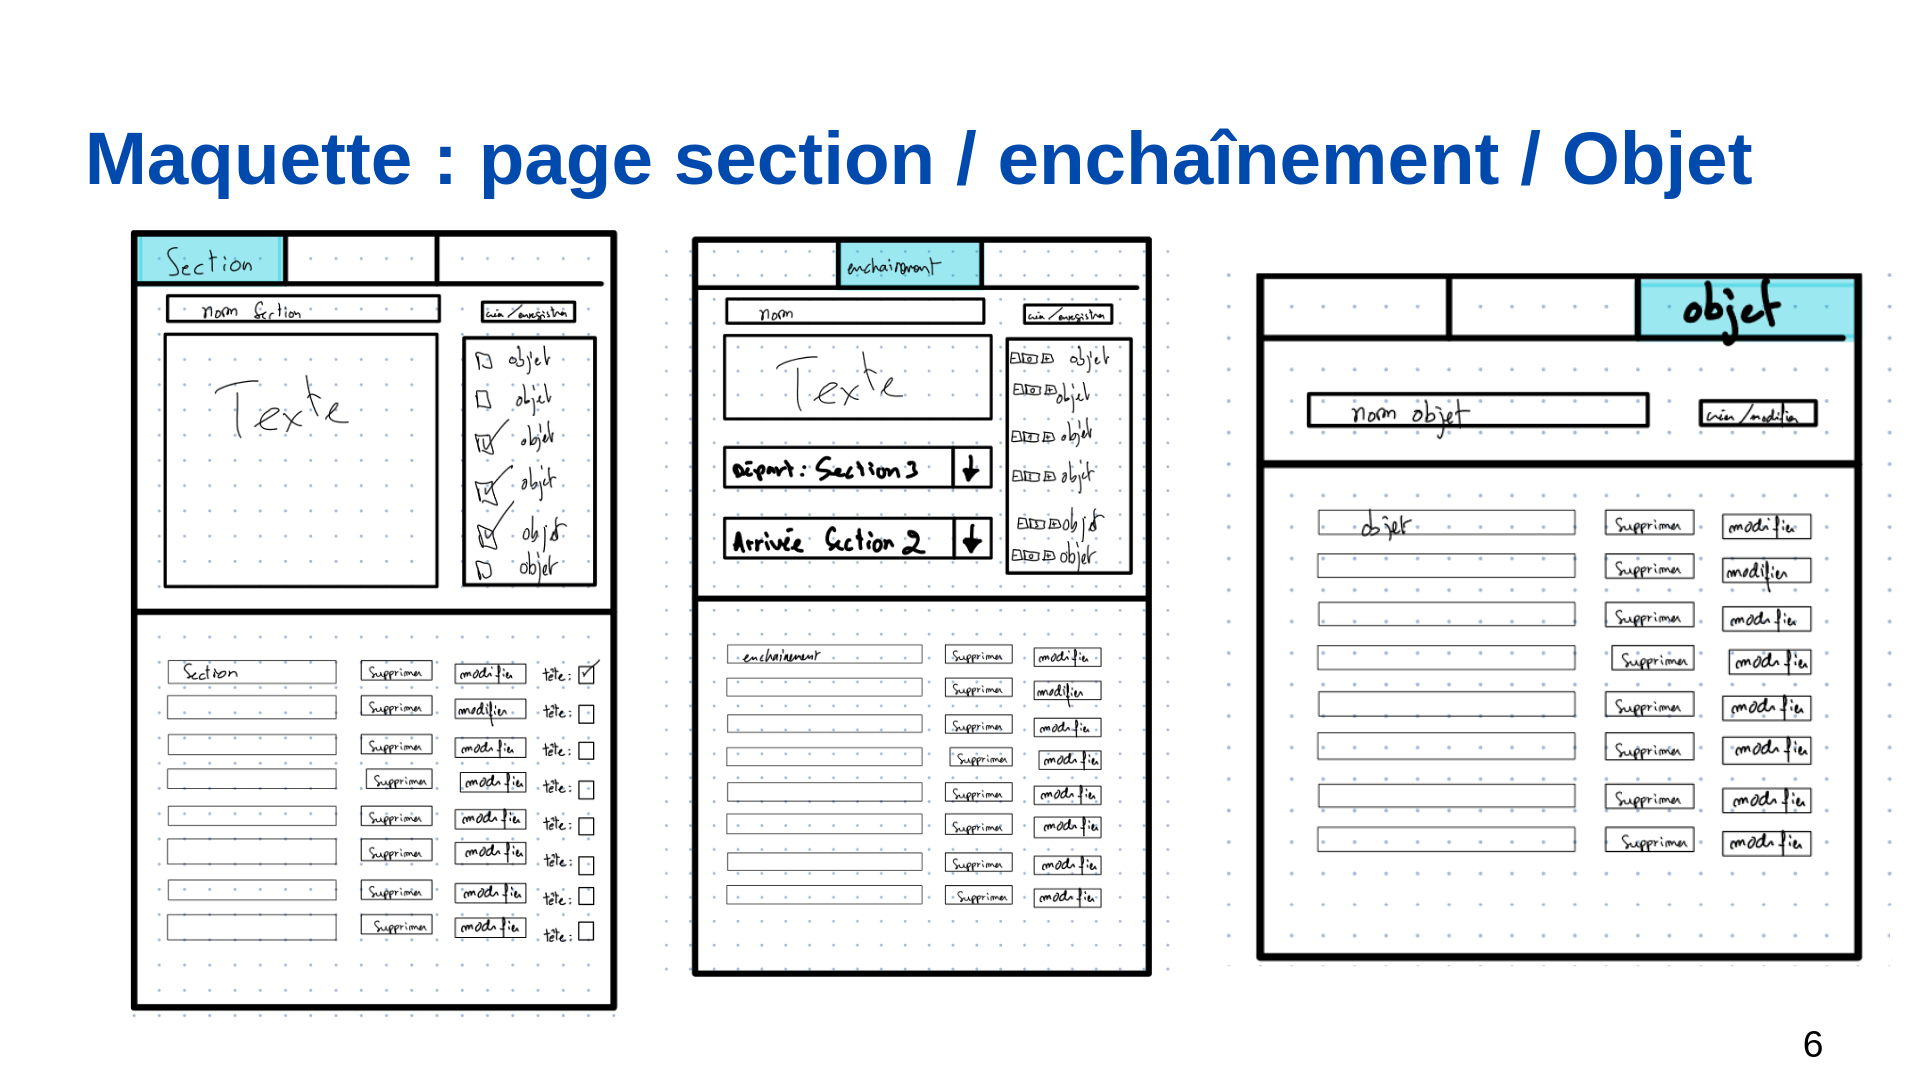 Maquette : page section / enchaînement / Objet
Section
nom Section
créer/enregistrer
Texte
objet
objet
objet
objet
objet
objet
Section Supprimer modifier tête :
Supprimer modifier tête :
Supprimer modifier tête :
Supprimer modifier tête :
Supprimer modifier tête :
Supprimer modifier tête :
Supprimer modifier tête :
Supprimer modifier tête :
enchainement
nom
créer/enregistrer
Texte
Départ : Section 3
Arrivée Section 2
objet
objet
objet
objet
objet
objet
enchainement Supprimer modifier
Supprimer modifier
Supprimer modifier
Supprimer modifier
Supprimer modifier
Supprimer modifier
Supprimer modifier
Supprimer modifier
objet
nom objet
créer/modifier
objet Supprimer modifier
Supprimer modifier
Supprimer modifier
Supprimer modifier
Supprimer modifier
Supprimer modifier
Supprimer modifier
Supprimer modifier
6